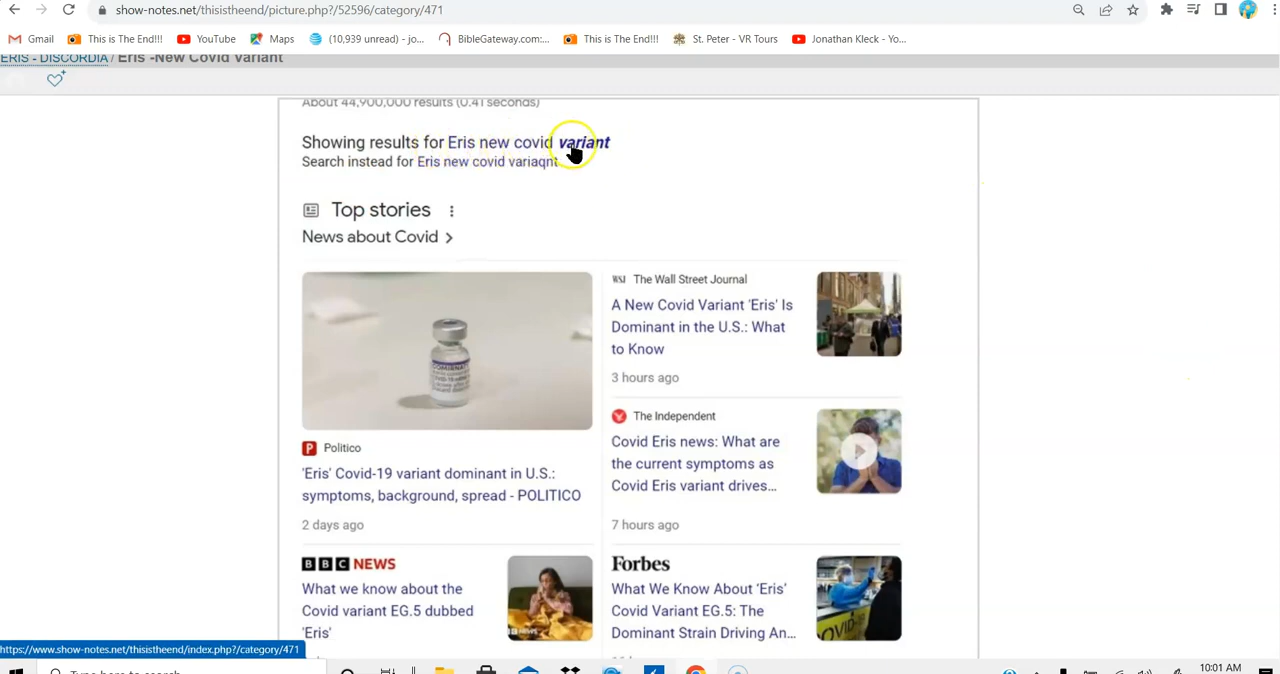 show-notes.net/thisistheend/picture.php?/52596/category/471
Gmail
This is The End!!!
YouTube
Maps
(10,939 unread) - jo...
BibleGateway.com:...
This is The End!!!
St. Peter - VR Tours
Jonathan Kleck - Yo...
ERIS - DISCORDIA / Eris -New Covid Variant
About 44,900,000 results (0.41 seconds)
Showing results for Eris new covid variant
Search instead for Eris new covid variaqnt
Top stories
News about Covid >
WSJ The Wall Street Journal
A New Covid Variant 'Eris' Is
Dominant in the U.S.: What
to Know
3 hours ago
The Independent
Covid Eris news: What are
the current symptoms as
Covid Eris variant drives...
7 hours ago
Politico
'Eris' Covid-19 variant dominant in U.S.:
symptoms, background, spread - POLITICO
2 days ago
BBC NEWS
What we know about the
Covid variant EG.5 dubbed
'Eris'
Forbes
What We Know About 'Eris'
Covid Variant EG.5: The
Dominant Strain Driving An...
https://www.show-notes.net/thisistheend/index.php?/category/471
Type here to search
10:01 AM